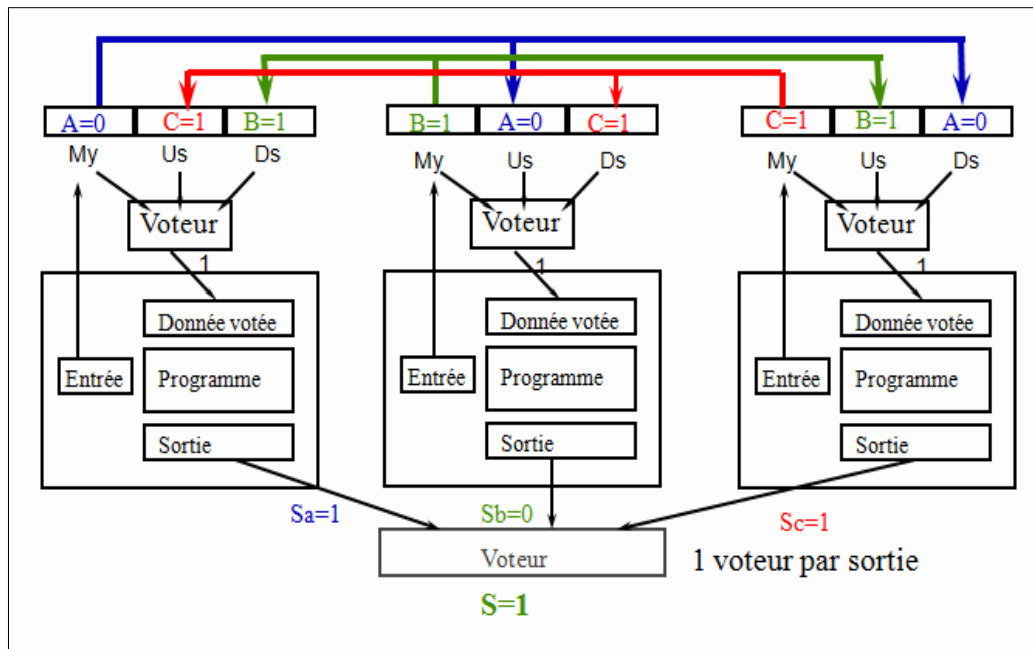 A=0 C=1 B=1 B=1 A=0 C=1 C=1 B=1 A=0
My Us Ds My Us Ds My Us Ds
Voteur Voteur Voteur
1 1 1
Donnée votée Donnée votée Donnée votée
Entrée Programme Entrée Programme Entrée Programme
Sortie Sortie Sortie
Sa=1 Sb=0 Sc=1
Voteur 1 voteur par sortie
S=1